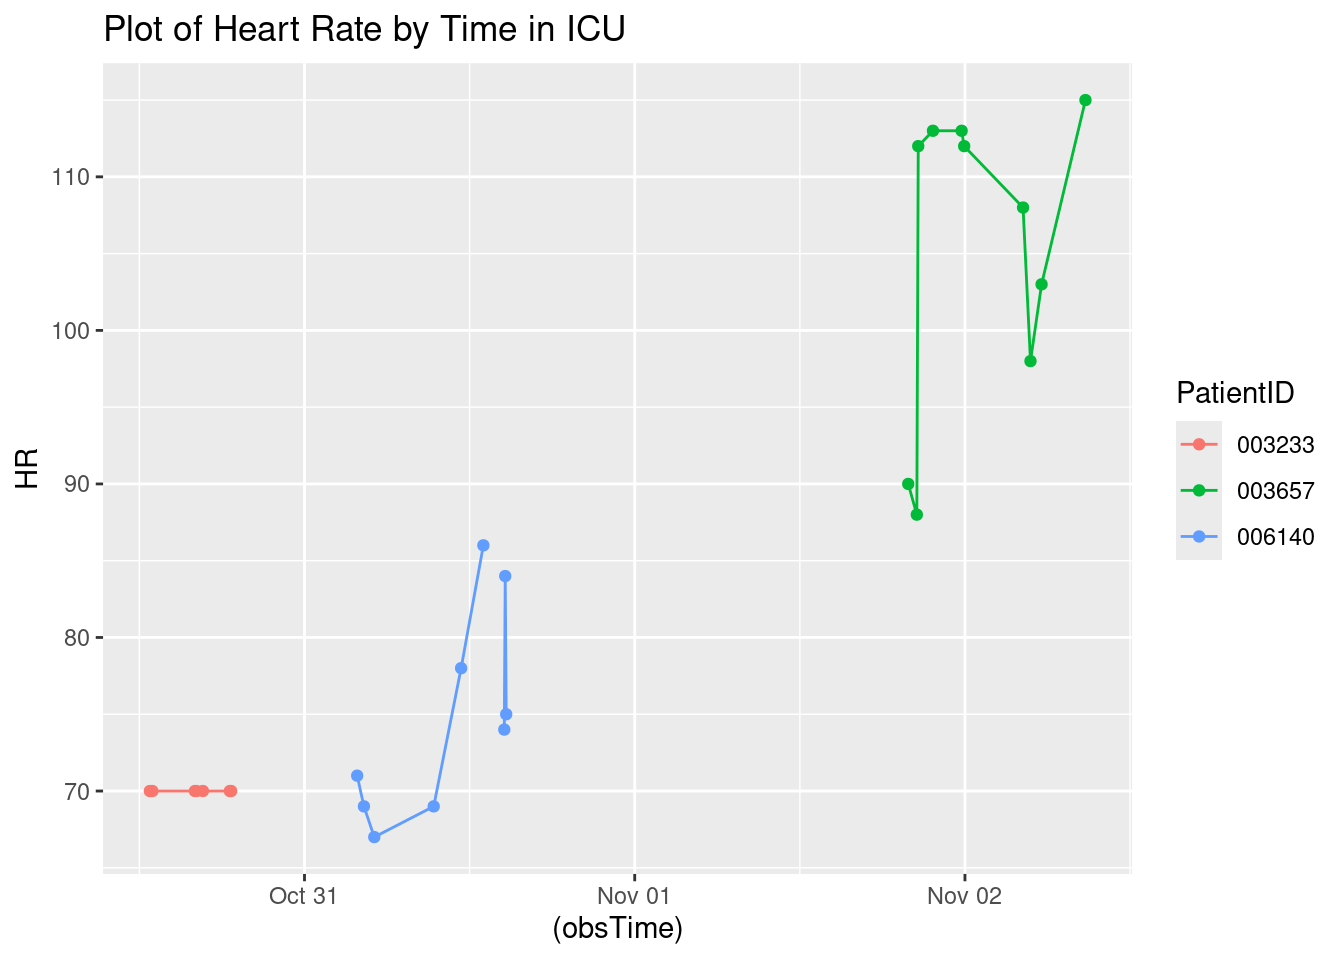 Plot of Heart Rate by Time in ICU
110
100
90
80
70
HR
Oct 31
Nov 01
Nov 02
(obsTime)
PatientID
003233
003657
006140